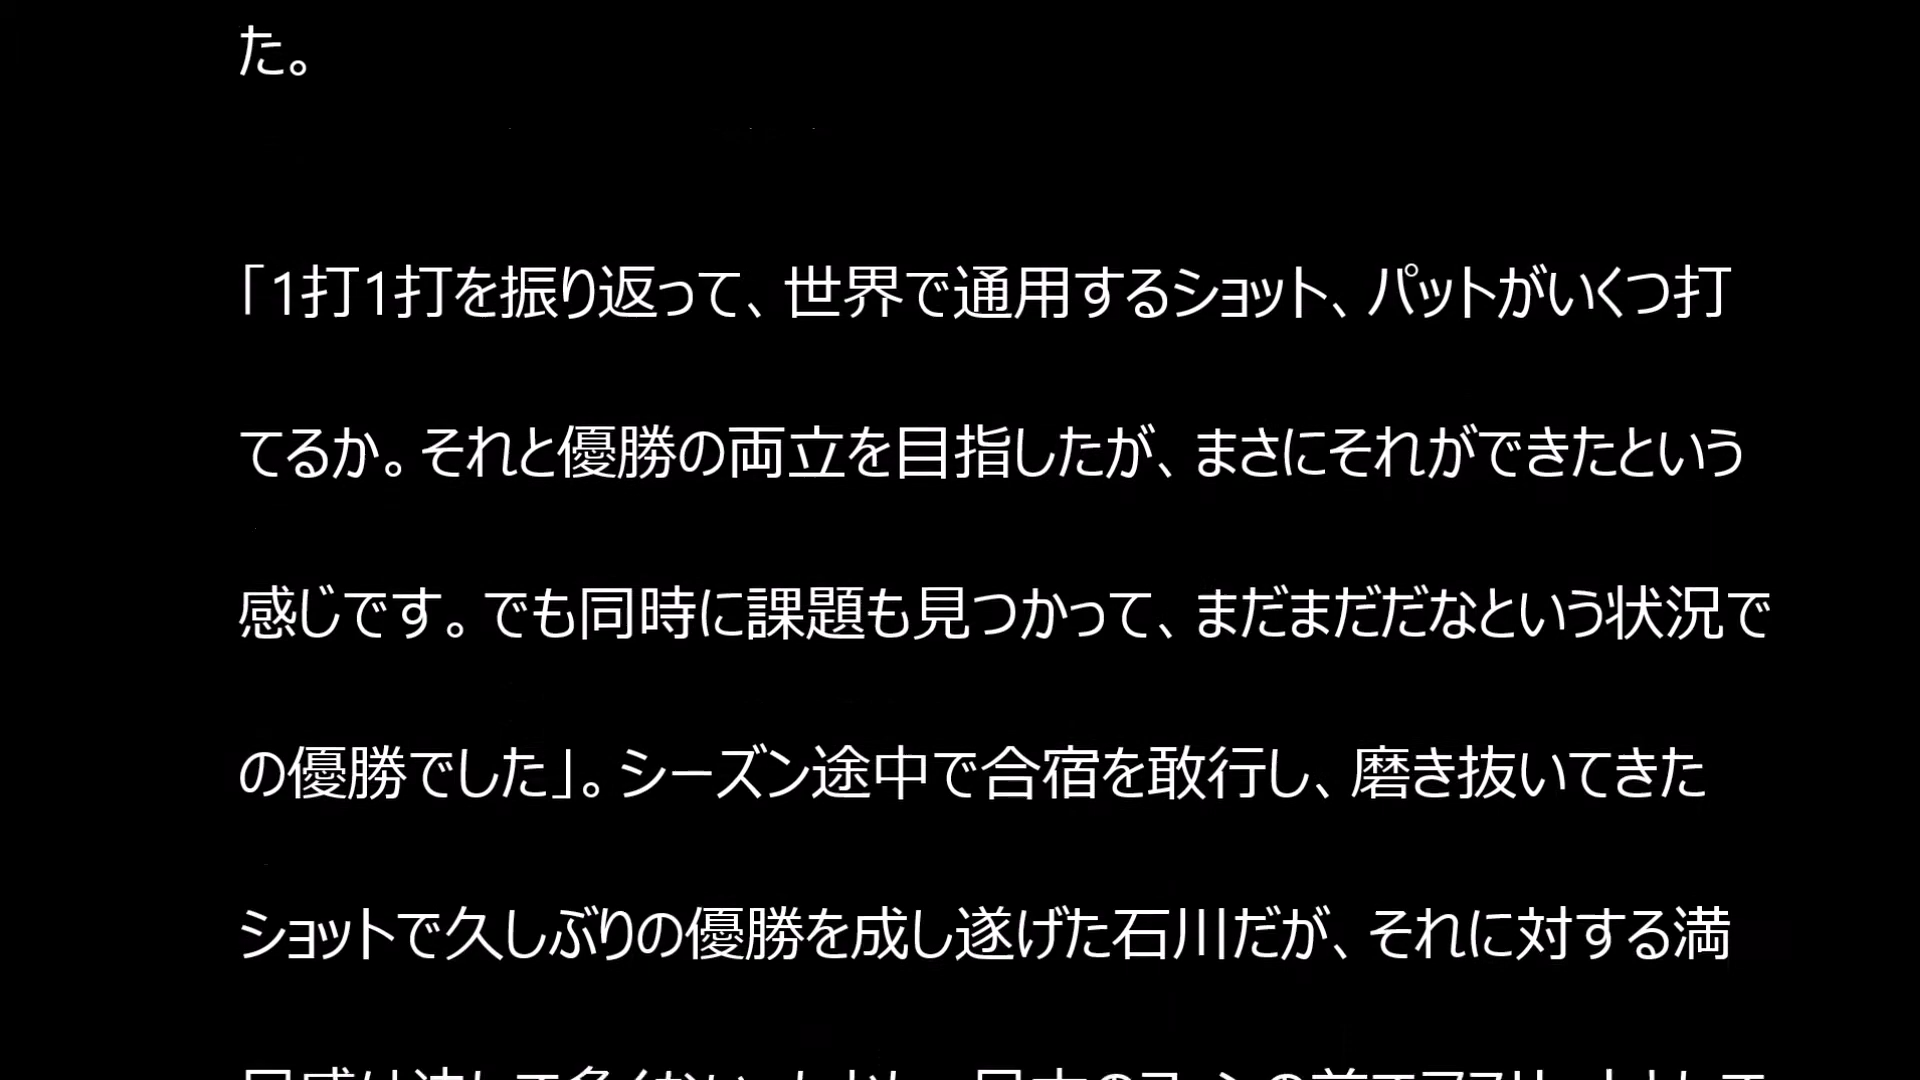 た。
「1打1打を振り返って、世界で通用するショット、パットがいくつ打
てるか。それと優勝の両立を目指したが、まさにそれができたという
感じです。でも同時に課題も見つかって、まだまだだなという状況で
の優勝でした」。シーズン途中で合宿を敢行し、磨き抜いてきた
ショットで久しぶりの優勝を成し遂げた石川だが、それに対する満